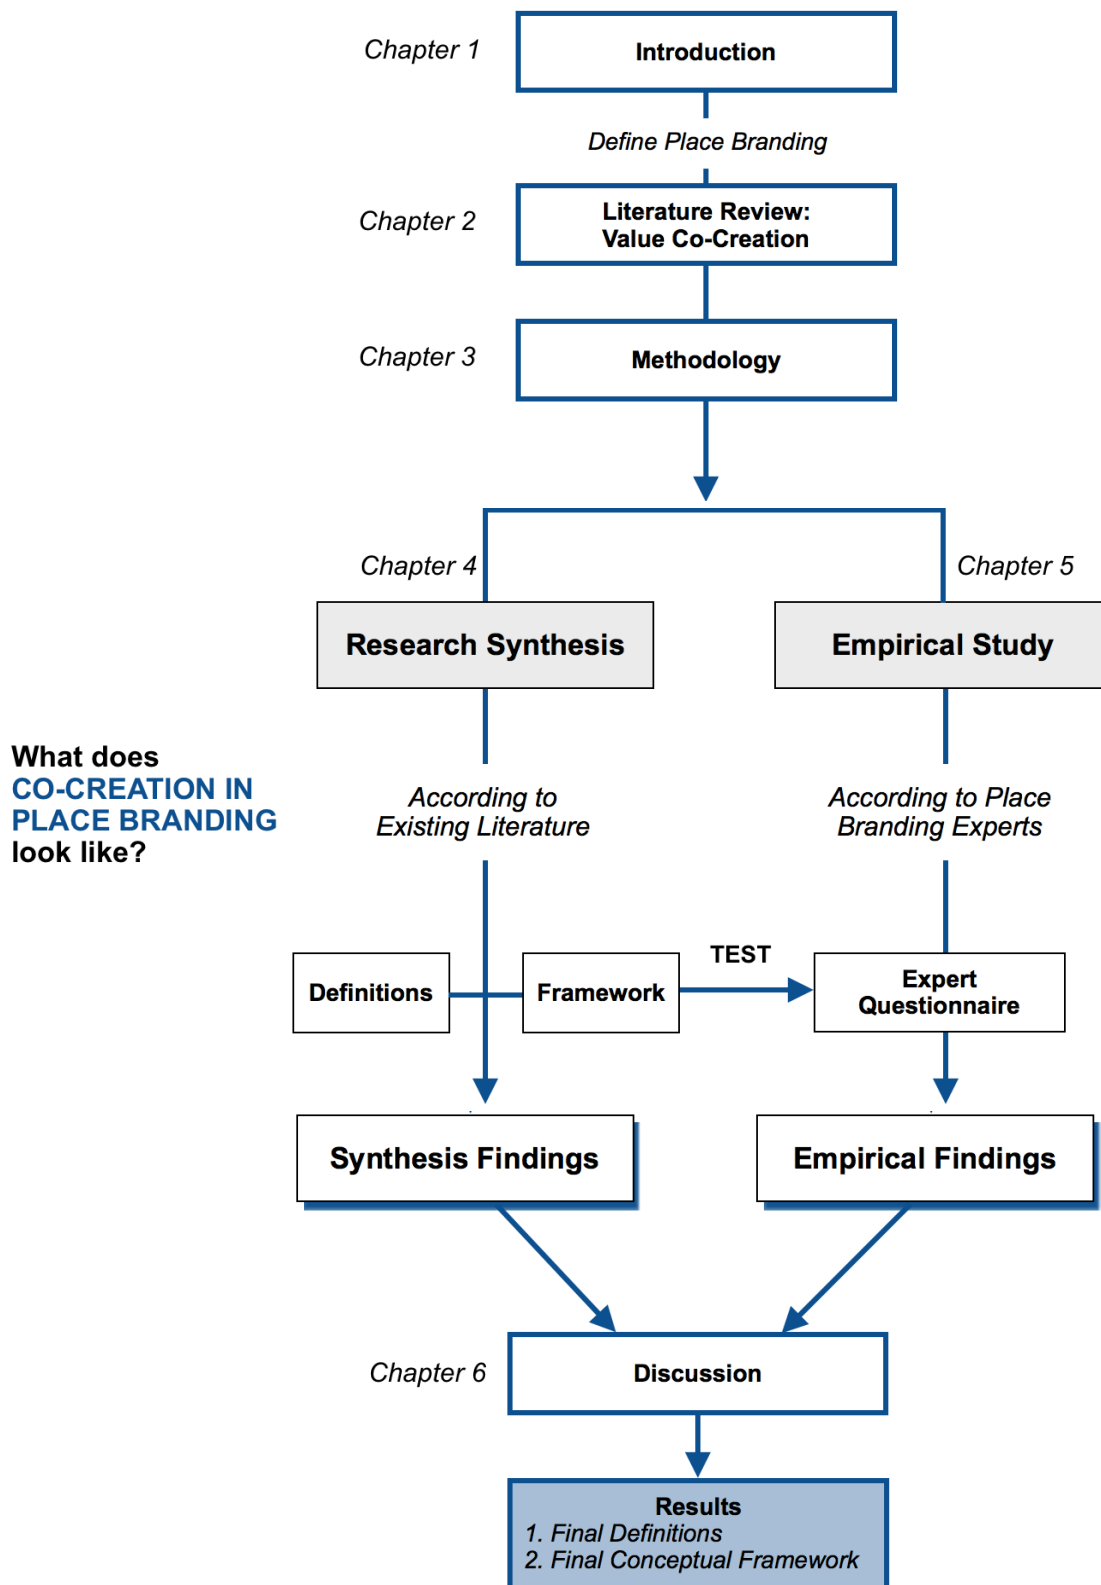 Chapter 1
Introduction
Define Place Branding
Chapter 2
Literature Review:
Value Co-Creation
Chapter 3
Methodology
Chapter 4
Chapter 5
Research Synthesis
Empirical Study
What does
CO-CREATION IN
PLACE BRANDING
look like?
According to
Existing Literature
According to Place
Branding Experts
Definitions
Framework
TEST
Expert
Questionnaire
Synthesis Findings
Empirical Findings
Chapter 6
Discussion
Results
1. Final Definitions
2. Final Conceptual Framework